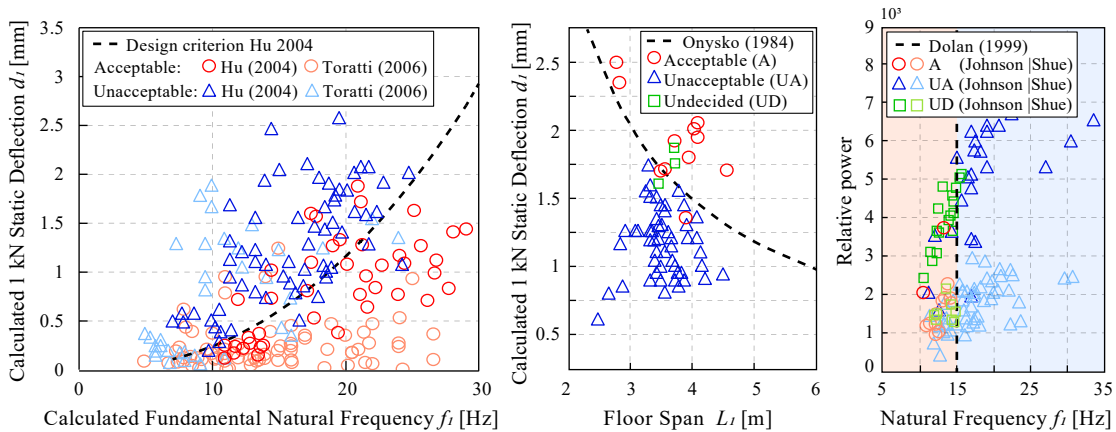 Calculated 1 kN Static Deflection d₁ [mm]
3.5
3
2.5
2
1.5
1
0.5
0
0
10
20
30
Calculated Fundamental Natural Frequency f₁ [Hz]
Design criterion Hu 2004
Acceptable: Hu (2004) Toratti (2006)
Unacceptable: Hu (2004) Toratti (2006)
Calculated 1 kN Static Deflection d₁ [mm]
2.5
2.0
1.5
1.0
0.5
2
3
4
5
6
Floor Span L₁ [m]
Onysko (1984)
Acceptable (A)
Unacceptable (UA)
Undecided (UD)
Relative power
10³
9
8
7
6
5
4
3
2
1
0
5
15
25
35
Natural Frequency f₁ [Hz]
Dolan (1999)
A (Johnson |Shue)
UA (Johnson |Shue)
UD (Johnson |Shue)